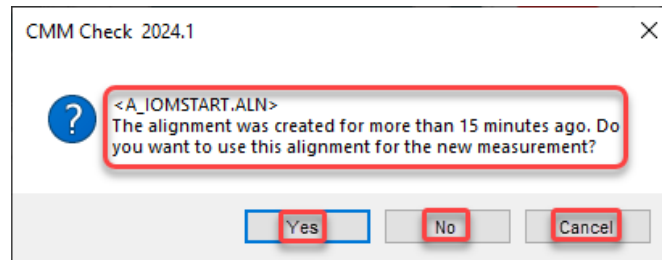 CMM Check 2024.1
<A_IOMSTART.ALN>
The alignment was created for more than 15 minutes ago. Do
you want to use this alignment for the new measurement?
Yes
No
Cancel